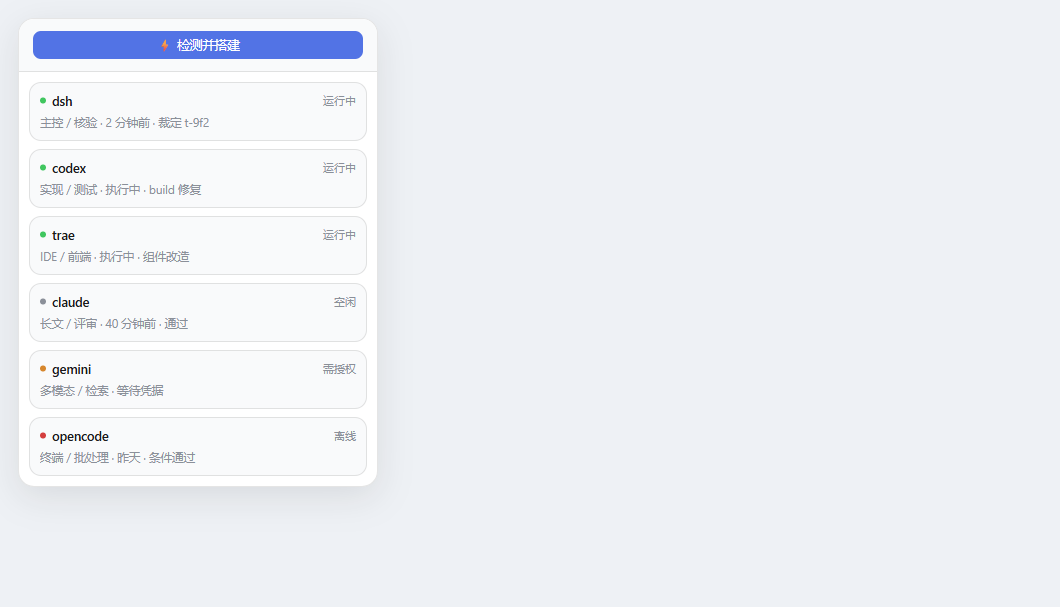 ⚡ 检测并搭建
dsh 运行中
主控 / 核验 · 2 分钟前 · 裁定 t-9f2
codex 运行中
实现 / 测试 · 执行中 · build 修复
trae 运行中
IDE / 前端 · 执行中 · 组件改造
claude 空闲
长文 / 评审 · 40 分钟前 · 通过
gemini 需授权
多模态 / 检索 · 等待凭据
opencode 离线
终端 / 批处理 · 昨天 · 条件通过